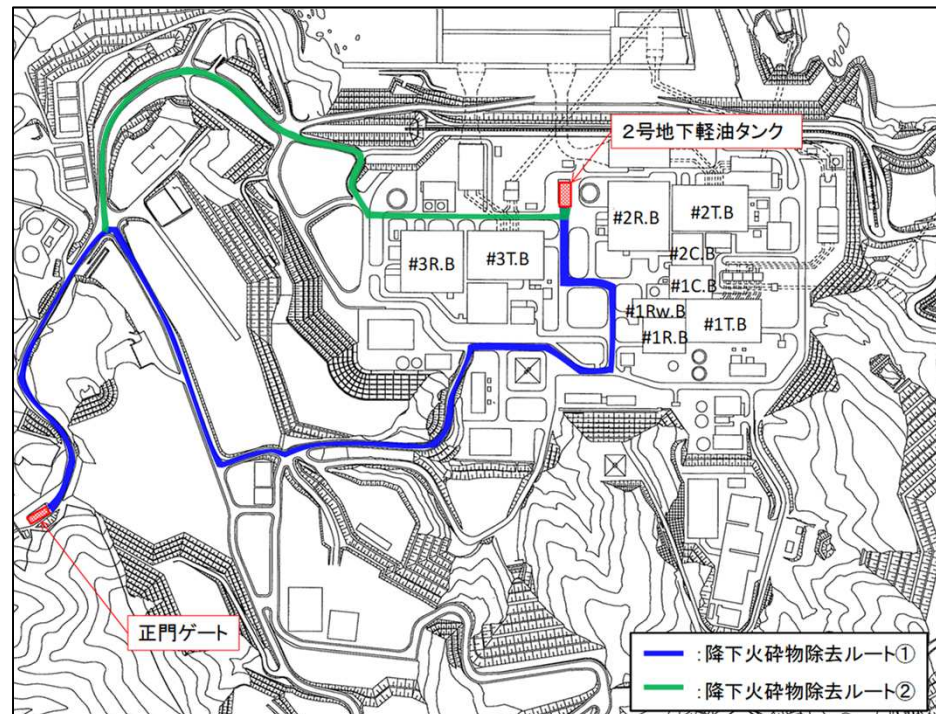 2号地下軽油タンク
#2R.B
#2T.B
#2C.B
#3R.B
#3T.B
#1C.B
#1Rw.B
#1R.B
#1T.B
正門ゲート
:降下火砕物除去ルート①
:降下火砕物除去ルート②